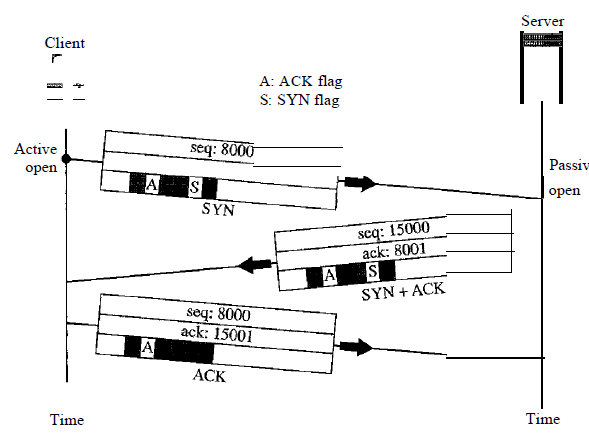 Client
Server
A: ACK flag
S: SYN flag
Active
open
seq: 8000
A
S
SYN
Passiv
open
seq: 15000
ack: 8001
A
S
SYN + ACK
seq: 8000
ack: 15001
A
ACK
Time
Time